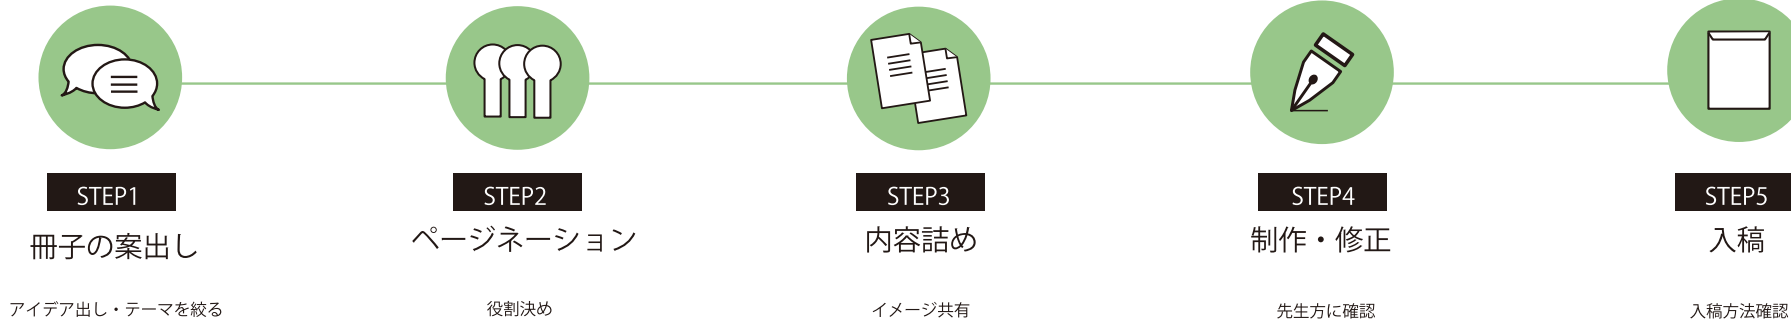 STEP1
冊子の案出し
アイデア出し・テーマを絞る
STEP2
ページネーション
役割決め
STEP3
内容詰め
イメージ共有
STEP4
制作・修正
先生方に確認
STEP5
入稿
入稿方法確認